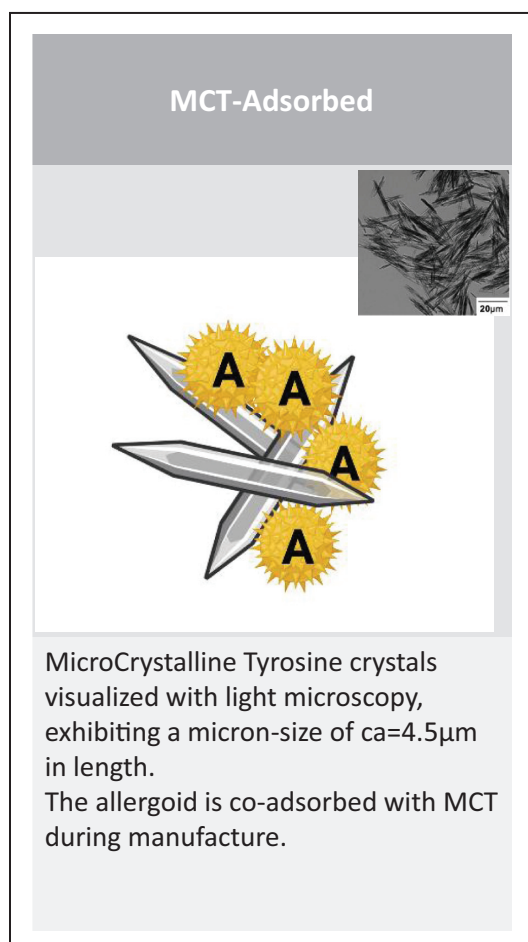 MCT-Adsorbed
20μm
A
A
A
A
MicroCrystalline Tyrosine crystals
visualized with light microscopy,
exhibiting a micron-size of ca=4.5μm
in length.
The allergoid is co-adsorbed with MCT
during manufacture.